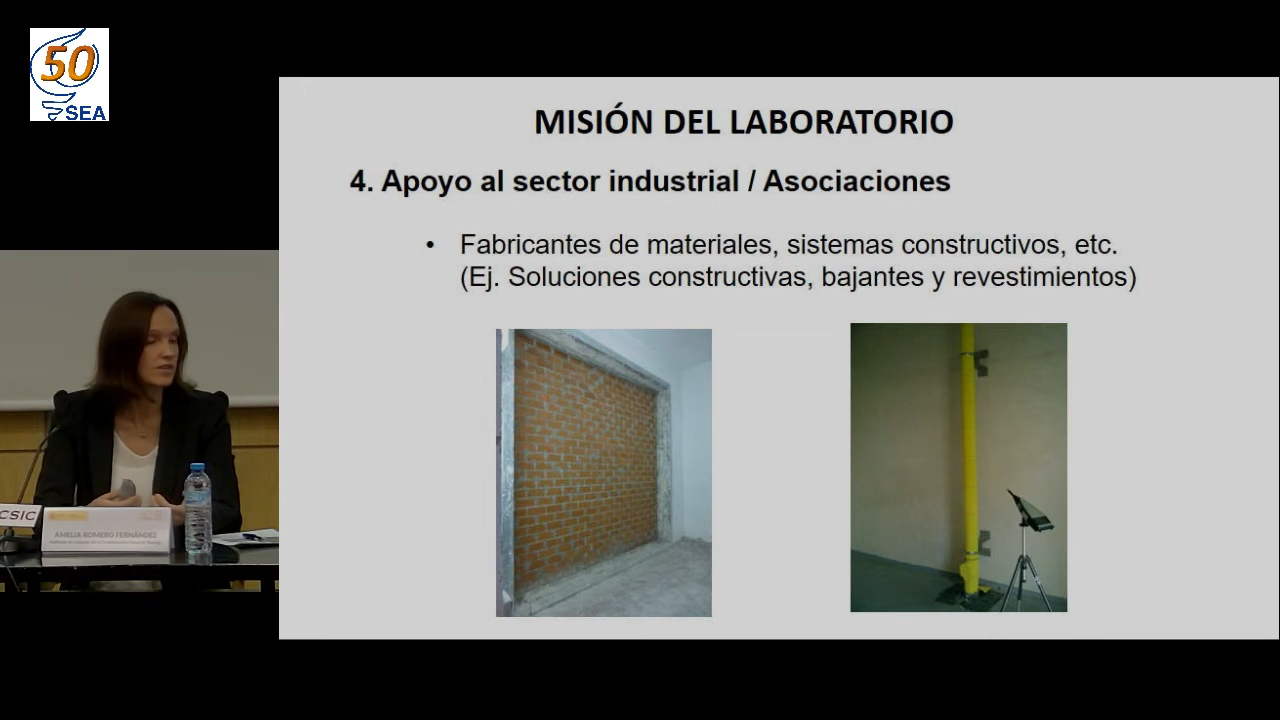 50
SEA
MISIÓN DEL LABORATORIO
4. Apoyo al sector industrial / Asociaciones
• Fabricantes de materiales, sistemas constructivos, etc.
(Ej. Soluciones constructivas, bajantes y revestimientos)
CSIC
AMELIA ROMERO FERNÁNDEZ